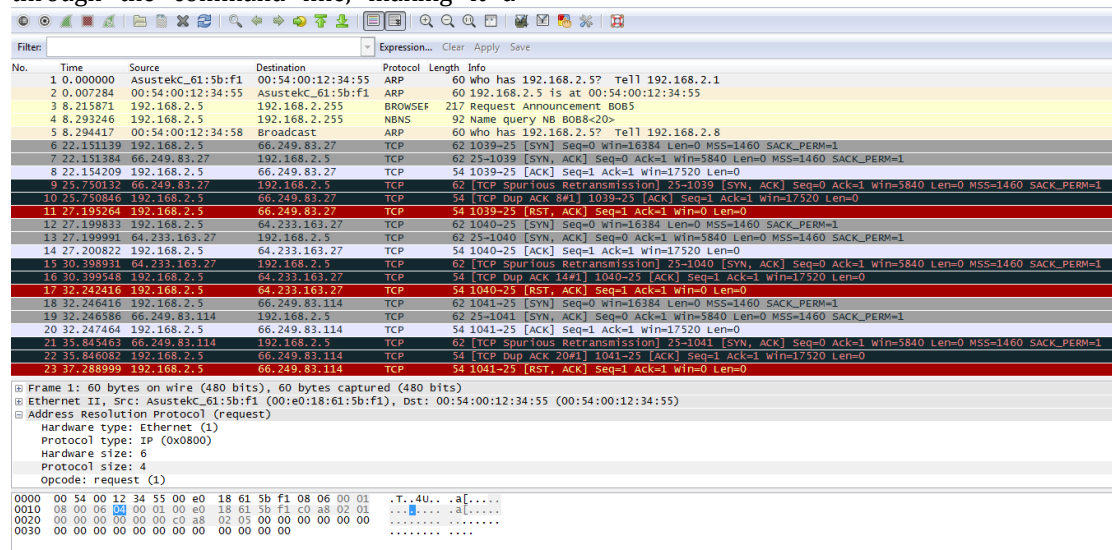 through the command line, making it a
Filter: Expression... Clear Apply Save
No. Time Source Destination Protocol Length Info
1 0.000000 AsustekC_61:5b:f1 00:54:00:12:34:55 ARP 60 Who has 192.168.2.5? Tell 192.168.2.1
2 0.007284 00:54:00:12:34:55 AsustekC_61:5b:f1 ARP 60 192.168.2.5 is at 00:54:00:12:34:55
3 8.215871 192.168.2.5 192.168.2.255 BROWSEF 217 Request Announcement BOB5
4 8.293246 192.168.2.5 192.168.2.255 NBNS 92 Name query NB BOB8<20>
5 8.294417 00:54:00:12:34:58 Broadcast ARP 60 Who has 192.168.2.5? Tell 192.168.2.8
6 22.151139 192.168.2.5 66.249.83.27 TCP 62 1039→25 [SYN] Seq=0 Win=16384 Len=0 MSS=1460 SACK_PERM=1
7 22.151384 66.249.83.27 192.168.2.5 TCP 62 25→1039 [SYN, ACK] Seq=0 Ack=1 Win=5840 Len=0 MSS=1460 SACK_PERM=1
8 22.154209 192.168.2.5 66.249.83.27 TCP 54 1039→25 [ACK] Seq=1 Ack=1 Win=17520 Len=0
9 25.750132 66.249.83.27 192.168.2.5 TCP 62 [TCP Spurious Retransmission] 25→1039 [SYN, ACK] Seq=0 Ack=1 Win=5840 Len=0 MSS=1460 SACK_PERM=1
10 25.750846 192.168.2.5 66.249.83.27 TCP 54 [TCP Dup ACK 8#1] 1039→25 [ACK] Seq=1 Ack=1 Win=17520 Len=0
11 27.195264 192.168.2.5 66.249.83.27 TCP 54 1039→25 [RST, ACK] Seq=1 Ack=1 Win=0 Len=0
12 27.199833 192.168.2.5 64.233.163.27 TCP 62 1040→25 [SYN] Seq=0 Win=16384 Len=0 MSS=1460 SACK_PERM=1
13 27.199991 64.233.163.27 192.168.2.5 TCP 62 25→1040 [SYN, ACK] Seq=0 Ack=1 Win=5840 Len=0 MSS=1460 SACK_PERM=1
14 27.200822 192.168.2.5 64.233.163.27 TCP 54 1040→25 [ACK] Seq=1 Ack=1 Win=17520 Len=0
15 30.398931 64.233.163.27 192.168.2.5 TCP 62 [TCP Spurious Retransmission] 25→1040 [SYN, ACK] Seq=0 Ack=1 Win=5840 Len=0 MSS=1460 SACK_PERM=1
16 30.399548 192.168.2.5 64.233.163.27 TCP 54 [TCP Dup ACK 14#1] 1040→25 [ACK] Seq=1 Ack=1 Win=17520 Len=0
17 32.242416 192.168.2.5 64.233.163.27 TCP 54 1040→25 [RST, ACK] Seq=1 Ack=1 Win=0 Len=0
18 32.246416 192.168.2.5 66.249.83.114 TCP 62 1041→25 [SYN] Seq=0 Win=16384 Len=0 MSS=1460 SACK_PERM=1
19 32.246586 66.249.83.114 192.168.2.5 TCP 62 25→1041 [SYN, ACK] Seq=0 Ack=1 Win=5840 Len=0 MSS=1460 SACK_PERM=1
20 32.247464 192.168.2.5 66.249.83.114 TCP 54 1041→25 [ACK] Seq=1 Ack=1 Win=17520 Len=0
21 35.845463 66.249.83.114 192.168.2.5 TCP 62 [TCP Spurious Retransmission] 25→1041 [SYN, ACK] Seq=0 Ack=1 Win=5840 Len=0 MSS=1460 SACK_PERM=1
22 35.846082 192.168.2.5 66.249.83.114 TCP 54 [TCP Dup ACK 20#1] 1041→25 [ACK] Seq=1 Ack=1 Win=17520 Len=0
23 37.288999 192.168.2.5 66.249.83.114 TCP 54 1041→25 [RST, ACK] Seq=1 Ack=1 Win=0 Len=0
Frame 1: 60 bytes on wire (480 bits), 60 bytes captured (480 bits)
Ethernet II, Src: AsustekC_61:5b:f1 (00:e0:18:61:5b:f1), Dst: 00:54:00:12:34:55 (00:54:00:12:34:55)
Address Resolution Protocol (request)
Hardware type: Ethernet (1)
Protocol type: IP (0x0800)
Hardware size: 6
Protocol size: 4
Opcode: request (1)
0000 00 54 00 12 34 55 00 e0 18 61 5b f1 08 06 00 01 .T..4U.. .a[.....
0010 08 00 06 04 00 01 00 e0 18 61 5b f1 c0 a8 02 01 ........ .a[.....
0020 00 00 00 00 00 00 c0 a8 02 05 00 00 00 00 00 00 ........ ........
0030 00 00 00 00 00 00 00 00 00 00 00 00 ........ ....